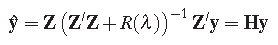 ŷ = Z (Z′Z + R(λ))⁻¹ Z′y = Hy